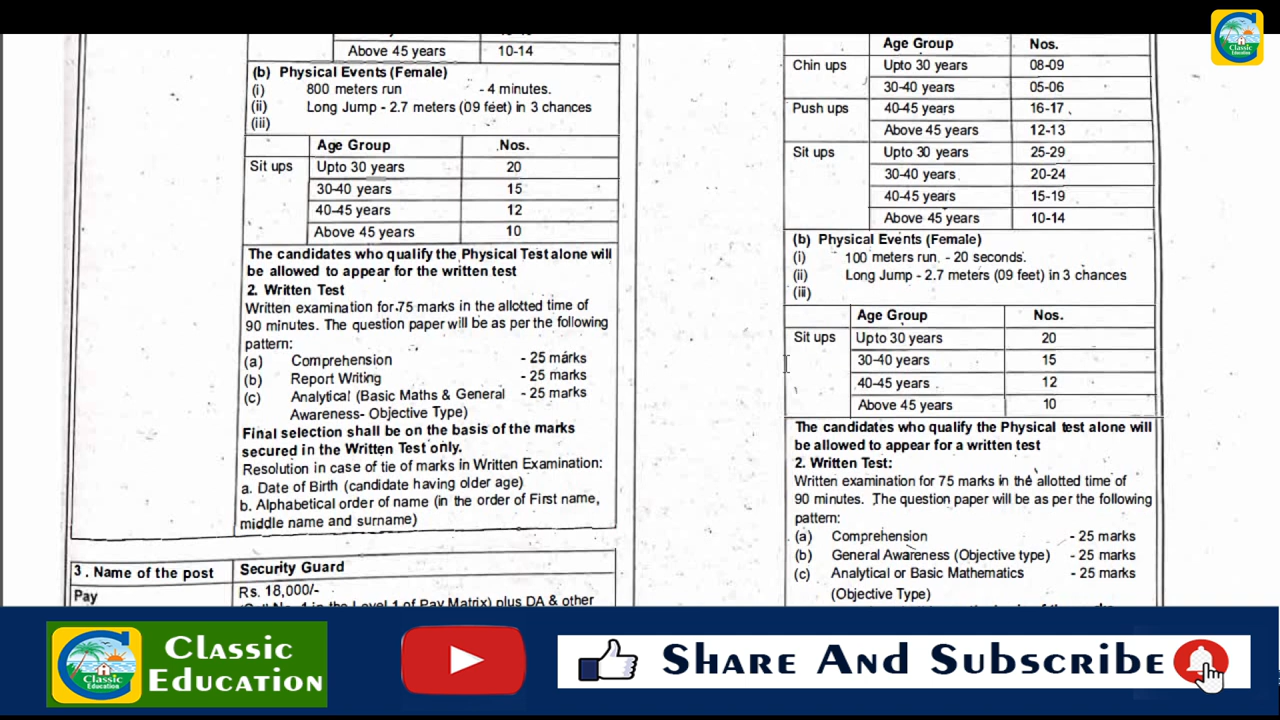 Above 45 years 10-14
(b) Physical Events (Female)
(i) 800 meters run - 4 minutes.
(ii) Long Jump - 2.7 meters (09 feet) in 3 chances
(iii)
Age Group Nos.
Sit ups Upto 30 years 20
30-40 years 15
40-45 years 12
Above 45 years 10
The candidates who qualify the Physical Test alone will
be allowed to appear for the written test
2. Written Test
Written examination for 75 marks in the allotted time of
90 minutes. The question paper will be as per the following
pattern:
(a) Comprehension - 25 marks
(b) Report Writing - 25 marks
(c) Analytical (Basic Maths & General - 25 marks
Awareness- Objective Type)
Final selection shall be on the basis of the marks
secured in the Written Test only.
Resolution in case of tie of marks in Written Examination:
a. Date of Birth (candidate having older age)
b. Alphabetical order of name (in the order of First name,
middle name and surname)
3 . Name of the post Security Guard
Pay Rs. 18,000/-
1 in the Level 1 of Pay Matrix) plus DA & other
Age Group Nos.
Chin ups Upto 30 years 08-09
30-40 years 05-06
Push ups 40-45 years 16-17
Above 45 years 12-13
Sit ups Upto 30 years 25-29
30-40 years 20-24
40-45 years 15-19
Above 45 years 10-14
(b) Physical Events (Female)
(i) 100 meters run - 20 seconds.
(ii) Long Jump - 2.7 meters (09 feet) in 3 chances
(iii)
Age Group Nos.
Sit ups Upto 30 years 20
30-40 years 15
40-45 years 12
Above 45 years 10
The candidates who qualify the Physical test alone will
be allowed to appear for a written test
2. Written Test:
Written examination for 75 marks in the allotted time of
90 minutes. The question paper will be as per the following
pattern:
(a) Comprehension - 25 marks
(b) General Awareness (Objective type) - 25 marks
(c) Analytical or Basic Mathematics - 25 marks
(Objective Type)
Classic
Education
Classic
Education
Classic
Education
Share And Subscribe